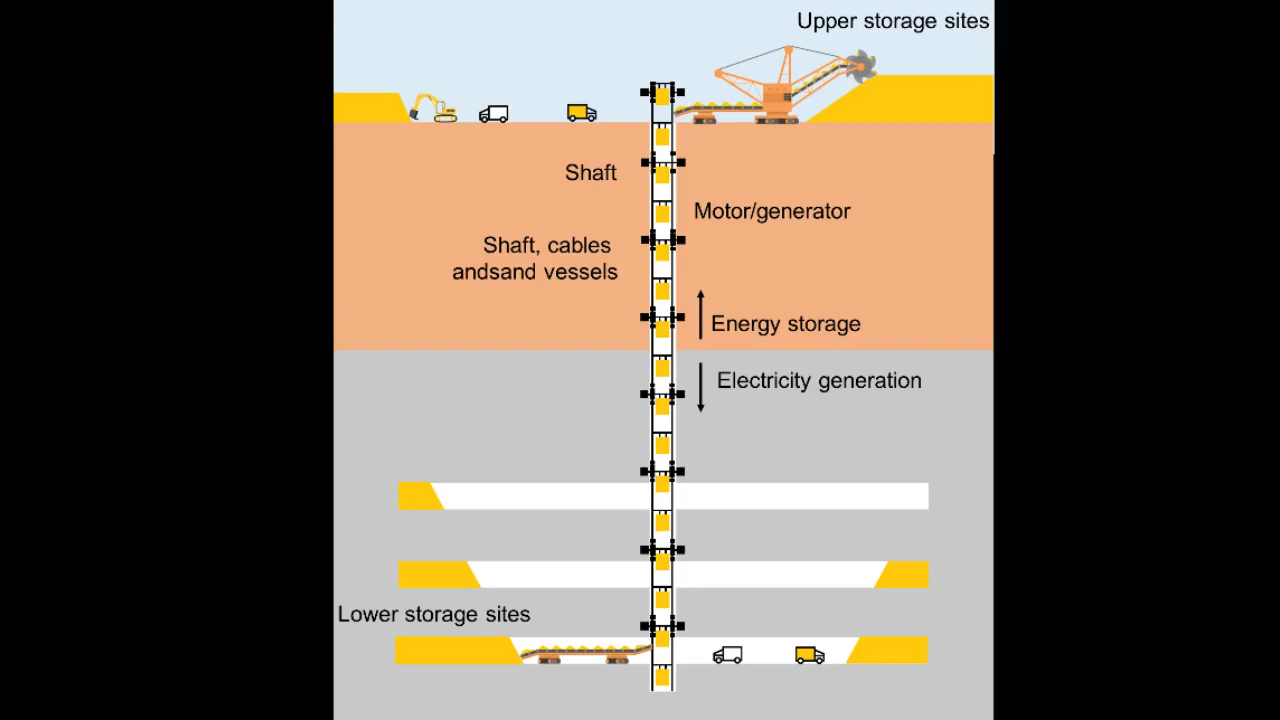 Upper storage sites
Shaft
Motor/generator
Shaft, cables
andsand vessels
Energy storage
Electricity generation
Lower storage sites